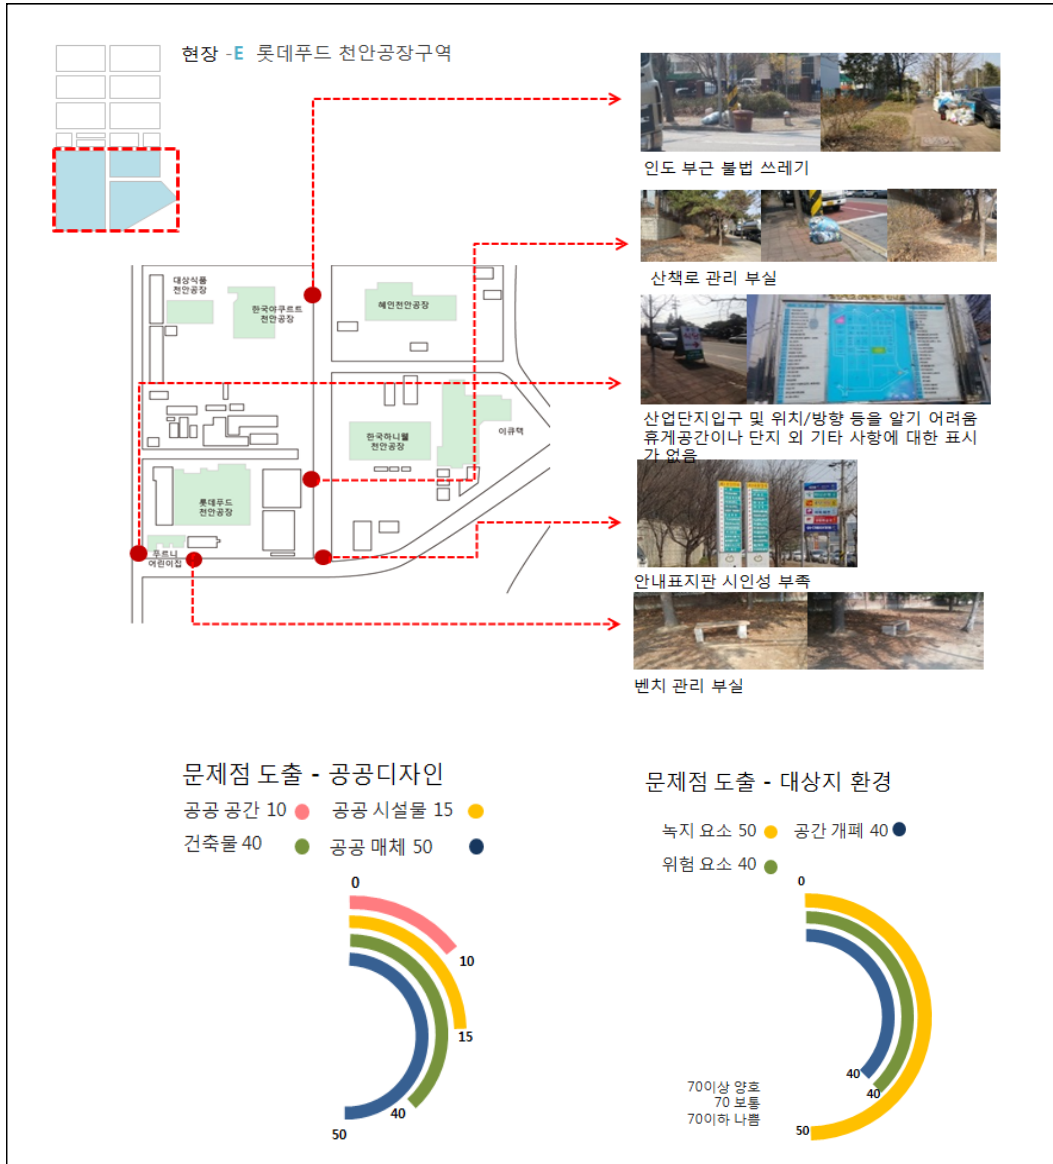 현장 -E 롯데푸드 천안공장구역
인도 부근 불법 쓰레기
산책로 관리 부실
대상식품
천안공장
한국야쿠르트
천안공장
혜인천안공장
산업단지입구 및 위치/방향 등을 알기 어려움
휴게공간이나 단지 외 기타 사항에 대한 표시
가 없음
한국하니웰
천안공장
이큐택
롯데푸드
천안공장
푸르니
어린이집
안내표지판 시인성 부족
벤치 관리 부실
문제점 도출 - 공공디자인
공공 공간 10
공공 시설물 15
건축물 40
공공 매체 50
0
10
15
40
50
문제점 도출 - 대상지 환경
녹지 요소 50
공간 개폐 40
위험 요소 40
0
40
40
50
70이상 양호
70 보통
70이하 나쁨